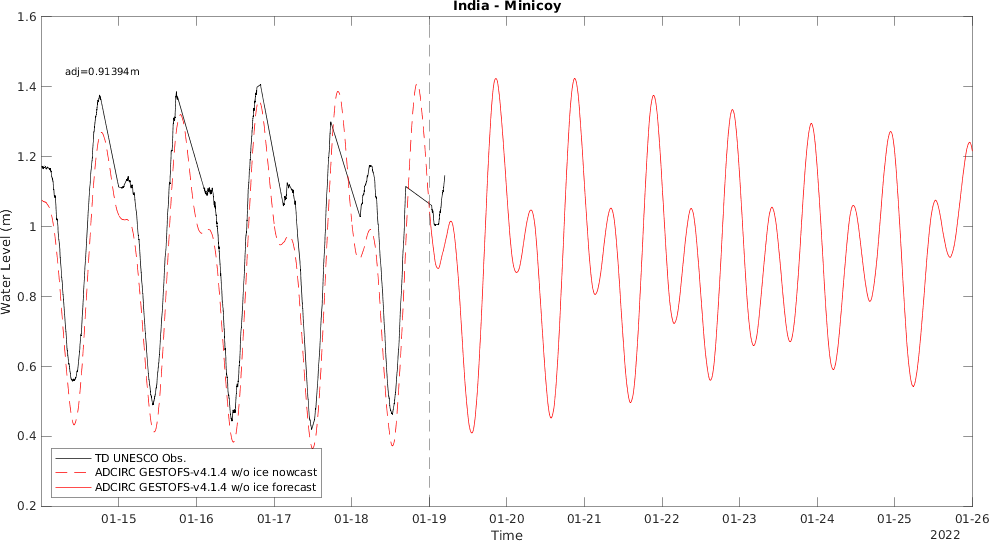 India - Minicoy
1.6
1.4
1.2
1
0.8
0.6
0.4
0.2
Water Level (m)
adj=0.91394m
TD UNESCO Obs.
ADCIRC GESTOFS-v4.1.4 w/o ice nowcast
ADCIRC GESTOFS-v4.1.4 w/o ice forecast
01-15 01-16 01-17 01-18 01-19 01-20 01-21 01-22 01-23 01-24 01-25 01-26
Time
2022